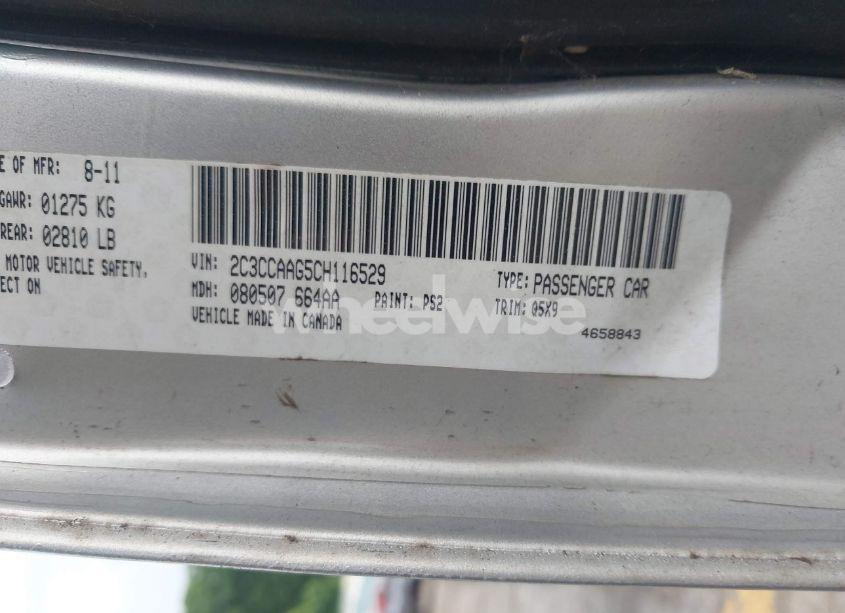 E OF MFR: 8-11
GAWR: 01275 KG
REAR: 02810 LB
MOTOR VEHICLE SAFETY,
ECT ON
VIN: 2C3CCAAG5CH116529
TYPE: PASSENGER CAR
MDH: 080507 664AA PAINT: PS2
TRIM: Q5X9
VEHICLE MADE IN CANADA
4658843
wheelwise